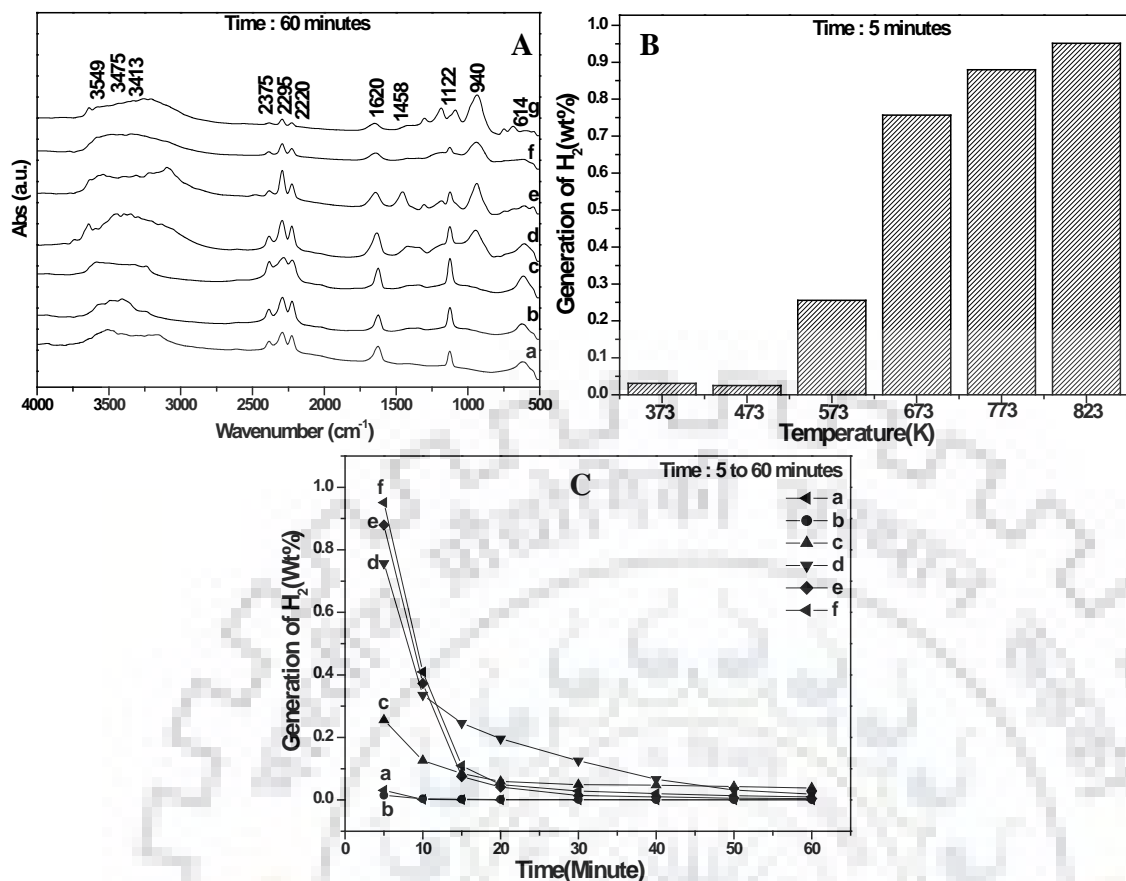 Time : 60 minutes
A
3549
3475
3413
2375
2295
2220
1620
1458
1122
940
614
g
f
e
d
c
b
a
Abs (a.u.)
4000 3500 3000 2500 2000 1500 1000 500
Wavenumber (cm-1)
Time : 5 minutes
B
1.0
0.9
0.8
0.7
0.6
0.5
0.4
0.3
0.2
0.1
0.0
Generation of H2(wt%)
373 473 573 673 773 823
Temperature(K)
Time : 5 to 60 minutes
C
a
b
c
d
e
f
f
e
d
c
a
b
1.0
0.8
0.6
0.4
0.2
0.0
Generation of H2(Wt%)
0 10 20 30 40 50 60
Time(Minute)